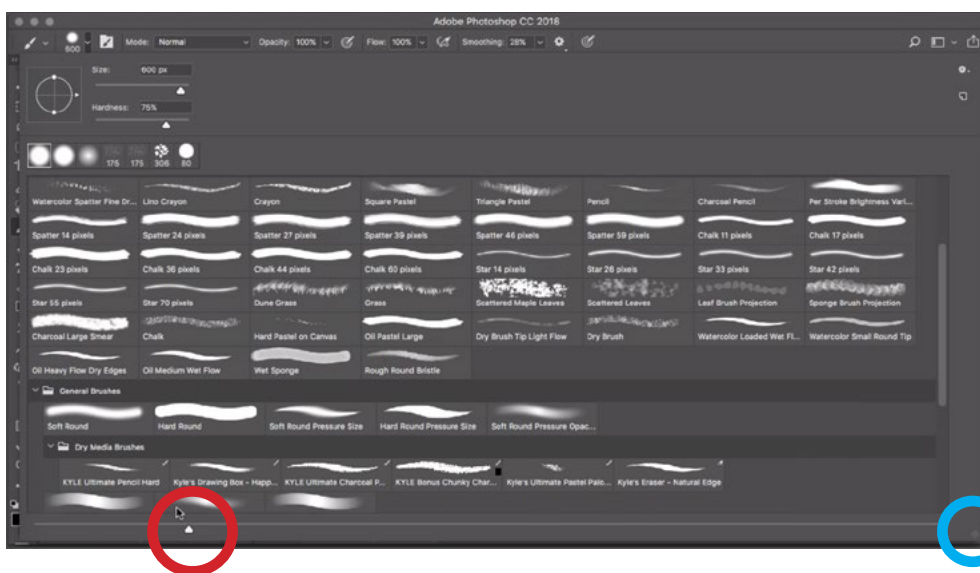 Adobe Photoshop CC 2018
600 Mode: Normal Opacity: 100% Flow: 100% Smoothing: 28%
Size: 600 px
Hardness: 75%
175 175 306 80
Watercolor Spatter Fine Dr... Lino Crayon Crayon Square Pastel Triangle Pastel Pencil Charcoal Pencil Per Stroke Brightness Vari...
Spatter 14 pixels Spatter 24 pixels Spatter 27 pixels Spatter 39 pixels Spatter 46 pixels Spatter 59 pixels Chalk 11 pixels Chalk 17 pixels
Chalk 23 pixels Chalk 36 pixels Chalk 44 pixels Chalk 60 pixels Star 14 pixels Star 26 pixels Star 33 pixels Star 42 pixels
Star 55 pixels Star 70 pixels Dune Grass Grass Scattered Maple Leaves Scattered Leaves Leaf Brush Projection Sponge Brush Projection
Charcoal Large Smear Chalk Hard Pastel on Canvas Oil Pastel Large Dry Brush Tip Light Flow Dry Brush Watercolor Loaded Wet Fl... Watercolor Small Round Tip
Oil Heavy Flow Dry Edges Oil Medium Wet Flow Wet Sponge Rough Round Bristle
General Brushes
Soft Round Hard Round Soft Round Pressure Size Hard Round Pressure Size Soft Round Pressure Opac...
Dry Media Brushes
KYLE Ultimate Pencil Hard Kyle's Drawing Box - Happ... KYLE Ultimate Charcoal P... KYLE Bonus Chunky Char... Kyle's Ultimate Pastel Palo... Kyle's Eraser - Natural Edge